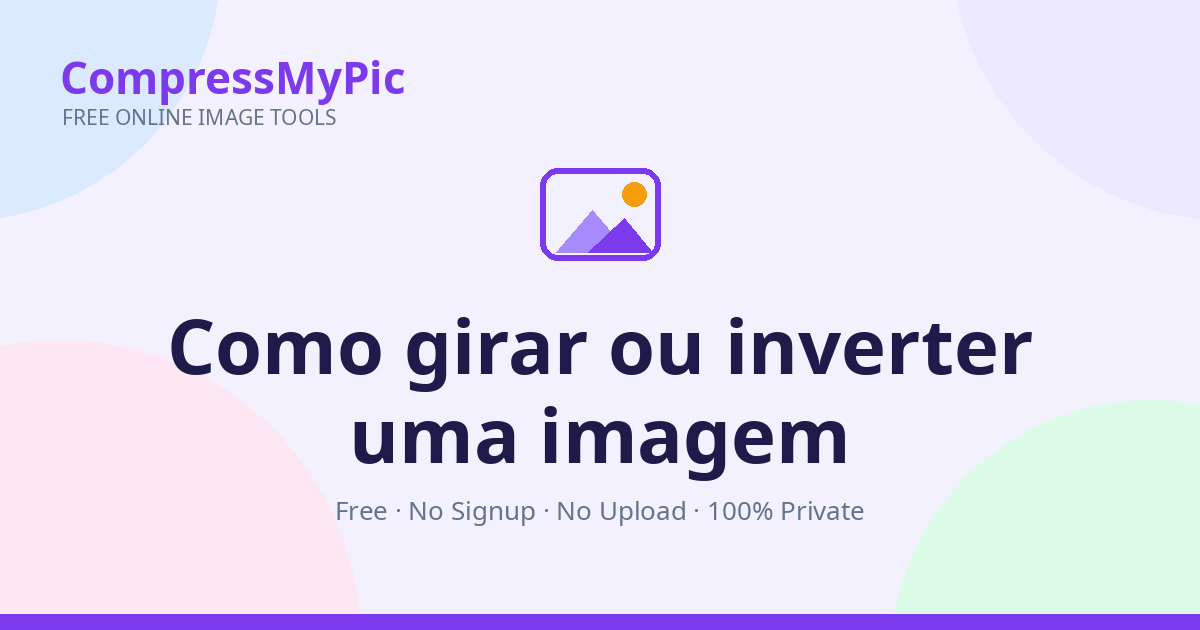 CompressMyPic
FREE ONLINE IMAGE TOOLS
Como girar ou inverter
uma imagem
Free · No Signup · No Upload · 100% Private